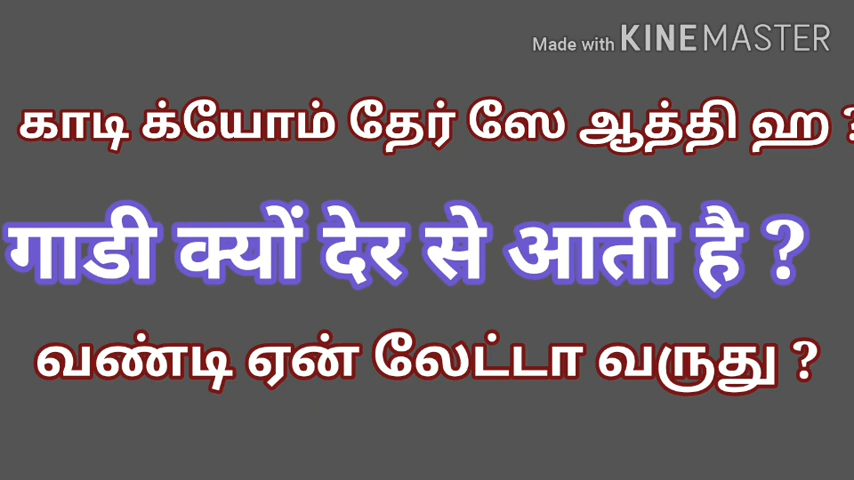 Made with KINEMASTER
காடி க்யோம் தேர் ஸே ஆத்தி ஹ ?
गाडी क्यों देर से आती है ?
வண்டி ஏன் லேட்டா வருது ?